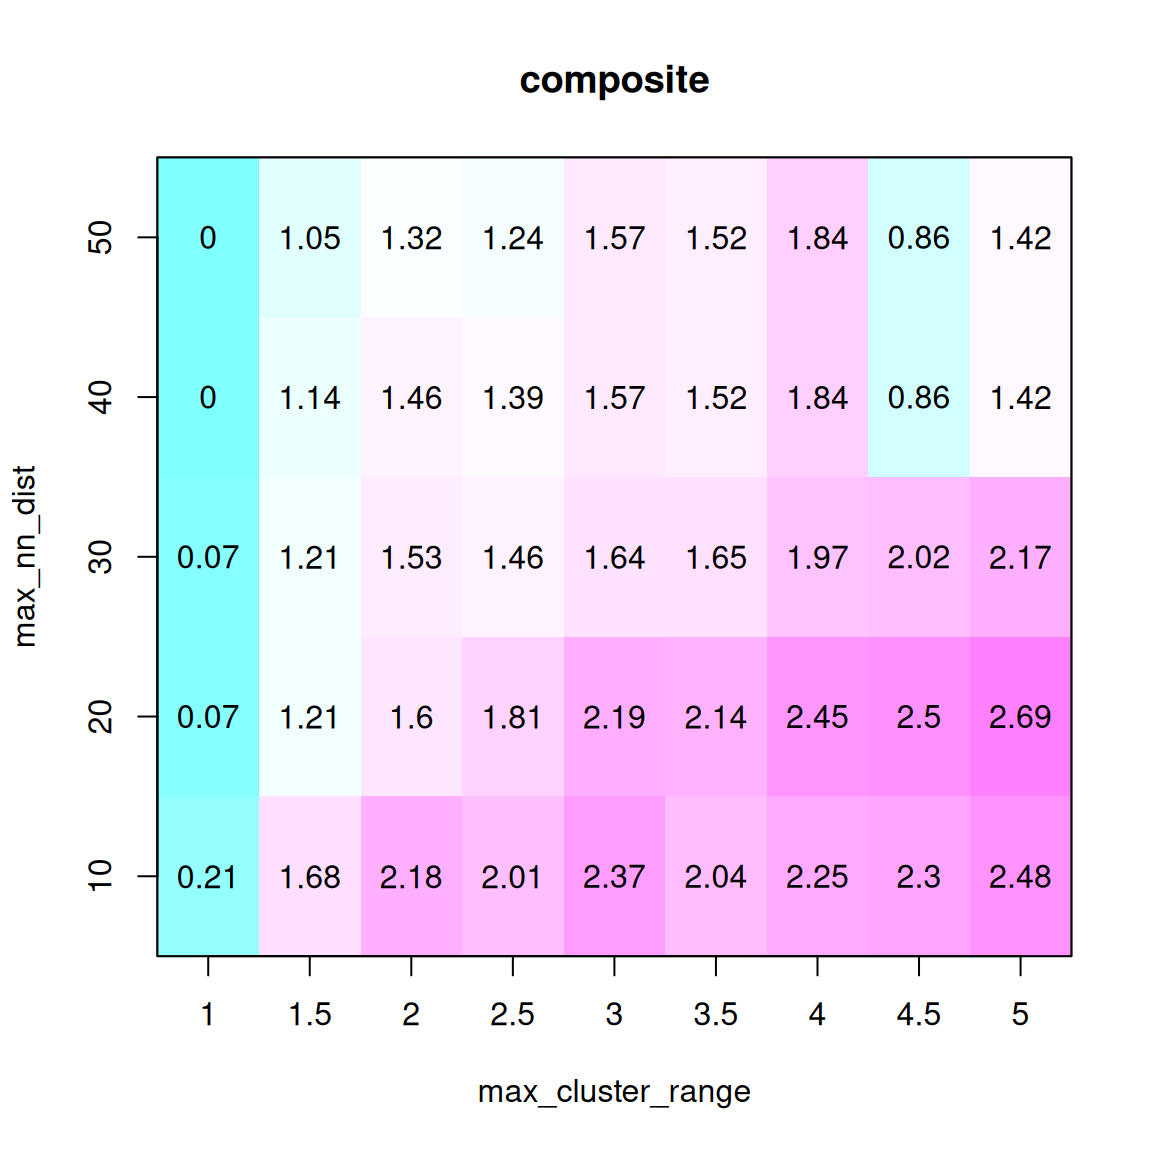 composite
50 0 1.05 1.32 1.24 1.57 1.52 1.84 0.86 1.42
40 0 1.14 1.46 1.39 1.57 1.52 1.84 0.86 1.42
max_nn_dist
30 0.07 1.21 1.53 1.46 1.64 1.65 1.97 2.02 2.17
20 0.07 1.21 1.6 1.81 2.19 2.14 2.45 2.5 2.69
10 0.21 1.68 2.18 2.01 2.37 2.04 2.25 2.3 2.48
1 1.5 2 2.5 3 3.5 4 4.5 5
max_cluster_range